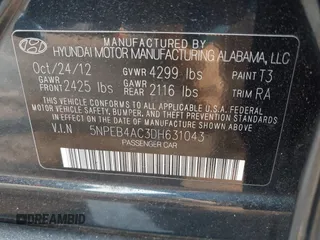 MANUFACTURED BY
HYUNDAI MOTOR MANUFACTURING ALABAMA, LLC
Oct/24/12 GVWR 4299 lbs PAINT T3
GAWR FRONT 2425 lbs GAWR REAR 2116 lbs TRIM RA
THIS VEHICLE CONFORMS TO ALL APPLICABLE U.S. FEDERAL MOTOR
VEHICLE SAFETY, BUMPER, AND THEFT PREVENTION STANDARDS IN
EFFECT ON THE DATE OF MANUFACTURE SHOWN ABOVE.
V.I.N 5NPEB4AC3DH631043
PASSENGER CAR
DREAMBID